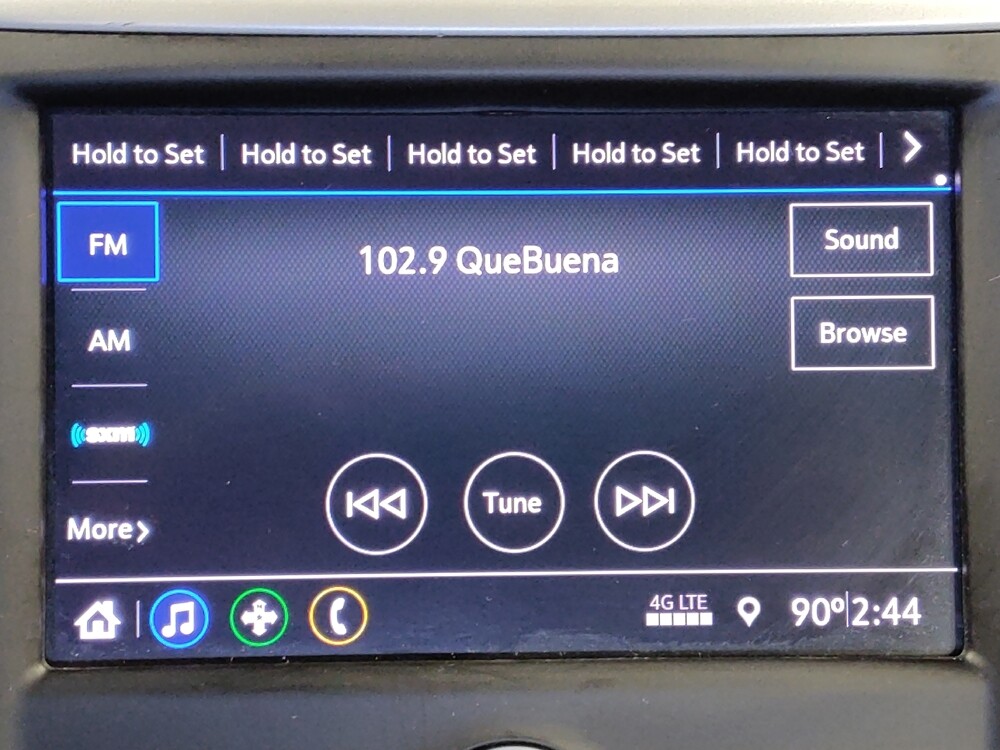 Hold to Set | Hold to Set | Hold to Set | Hold to Set | Hold to Set | >
FM
102.9 QueBuena
Sound
AM
Browse
((sxm))
More >
Tune
4G LTE
90º|2:44